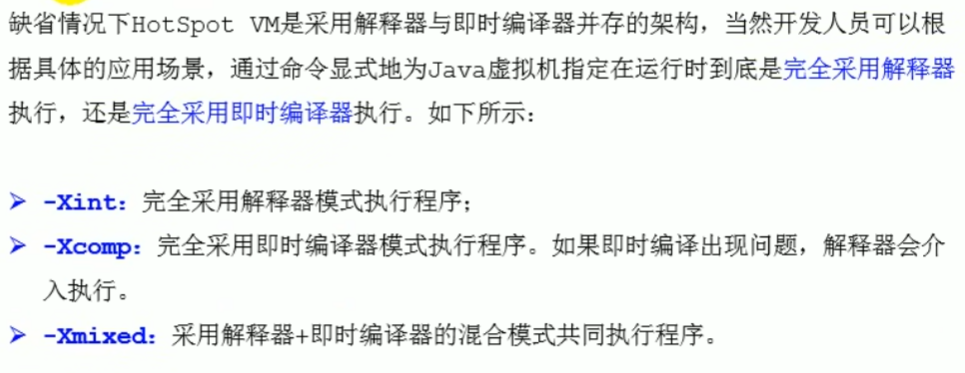 缺省情况下HotSpot VM是采用解释器与即时编译器并存的架构，当然开发人员可以根
据具体的应用场景，通过命令显式地为Java虚拟机指定在运行时到底是完全采用解释器
执行，还是完全采用即时编译器执行。如下所示：
➢ -Xint：完全采用解释器模式执行程序；
➢ -Xcomp：完全采用即时编译器模式执行程序。如果即时编译出现问题，解释器会介
入执行。
➢ -Xmixed：采用解释器+即时编译器的混合模式共同执行程序。